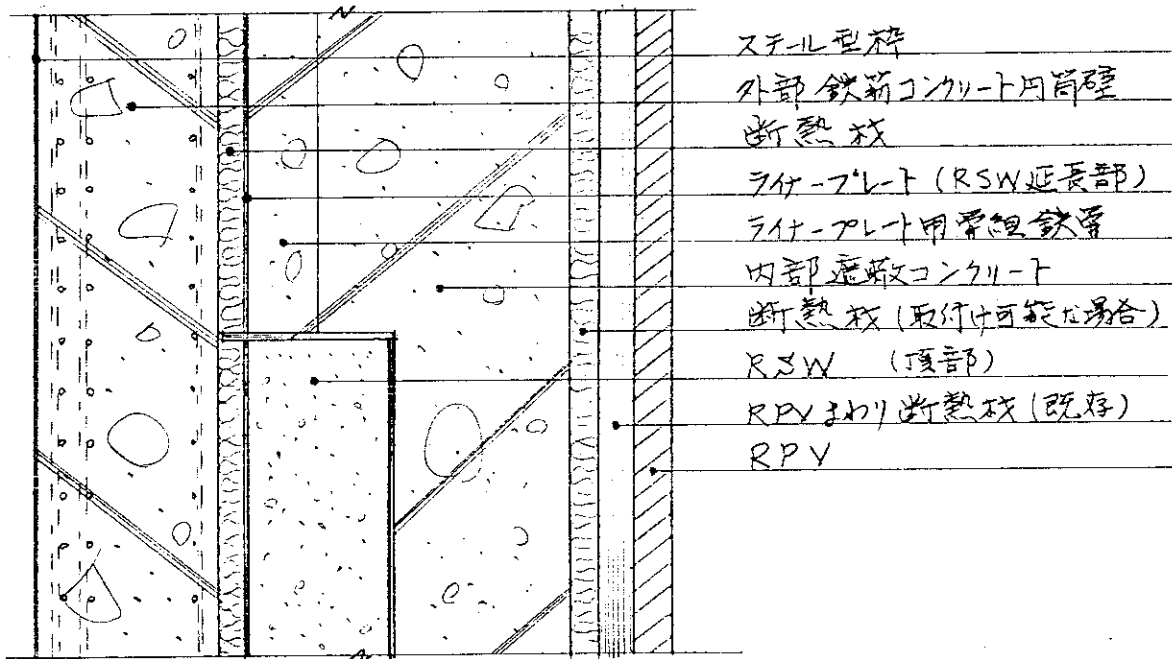 ステール型枠
外部鉄筋コンクリート円筒壁
断熱材
ライナープレート(RSW延長部)
ライナープレート用骨組鉄骨
内部遮蔽コンクリート
断熱材(取付け可能な場合)
RSW (頂部)
RPVまわり断熱材(既存)
RPV